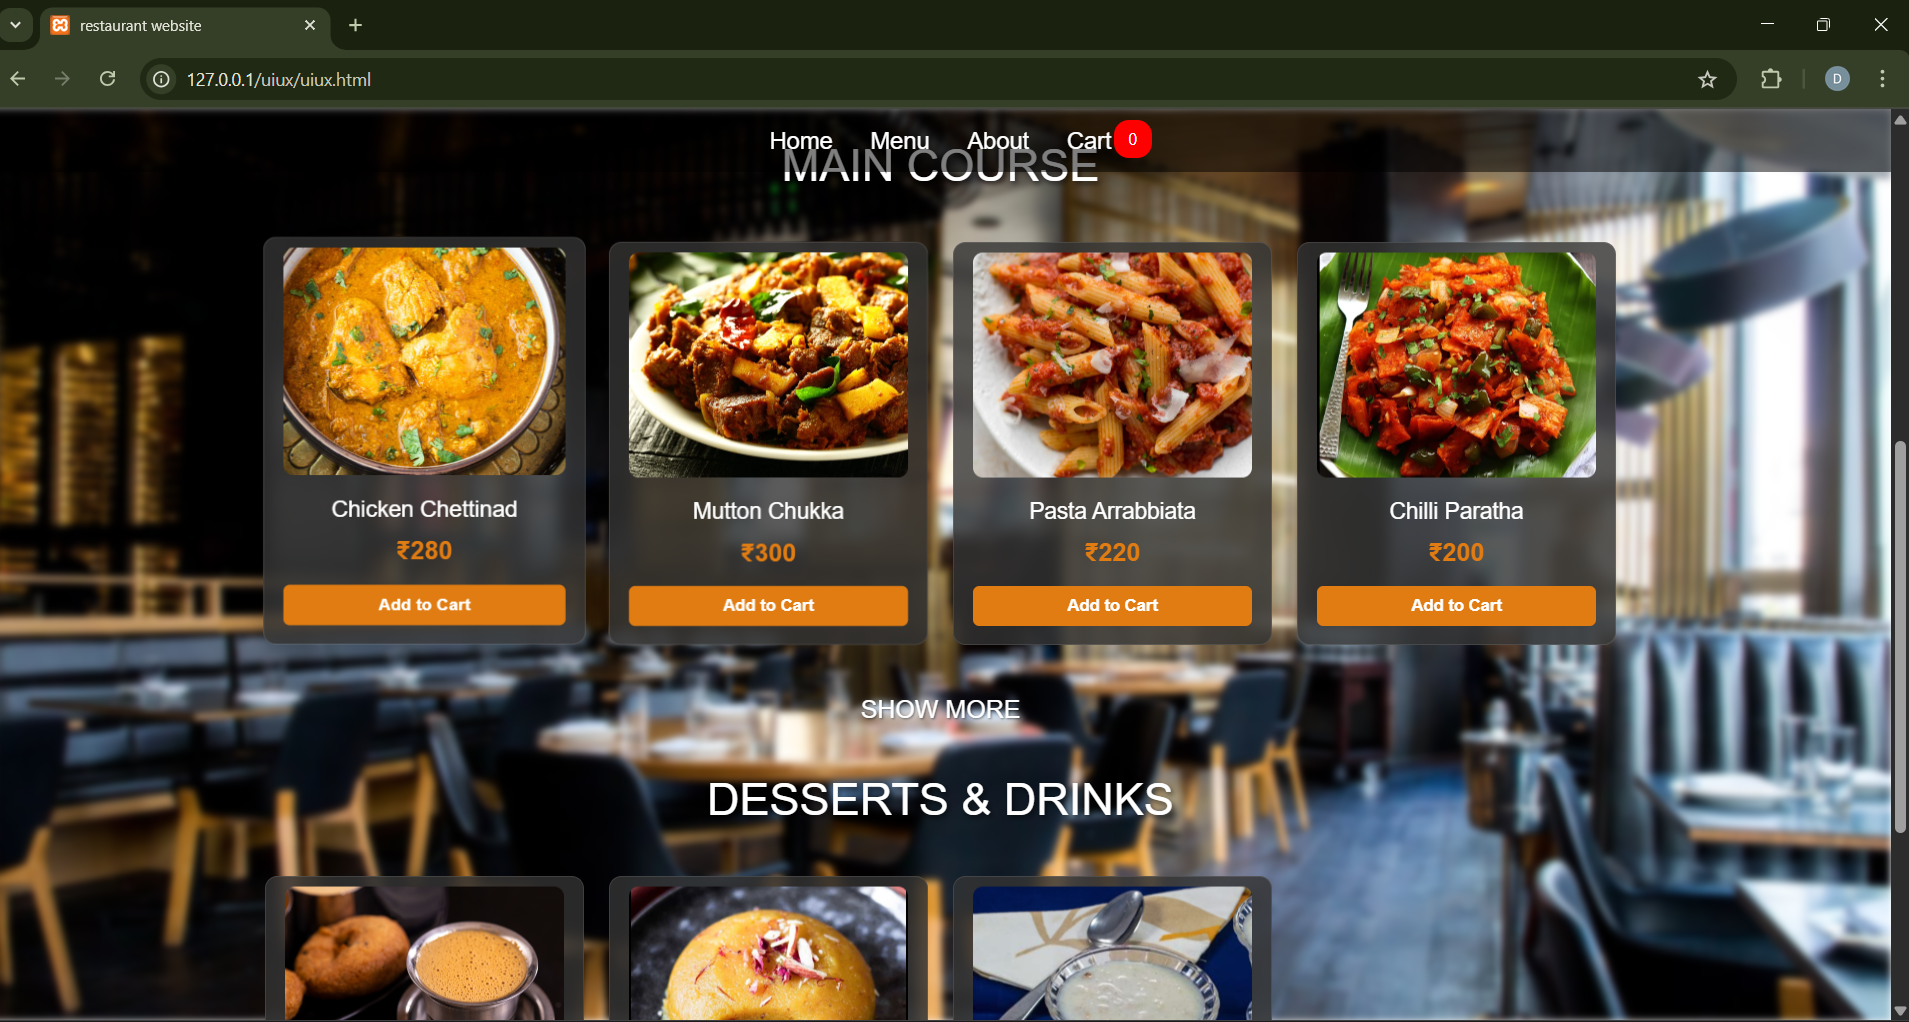 restaurant website
127.0.0.1/uiux/uiux.html
D
Home Menu About Cart 0
MAIN COURSE
Chicken Chettinad
₹280
Add to Cart
Mutton Chukka
₹300
Add to Cart
Pasta Arrabbiata
₹220
Add to Cart
Chilli Paratha
₹200
Add to Cart
SHOW MORE
DESSERTS & DRINKS